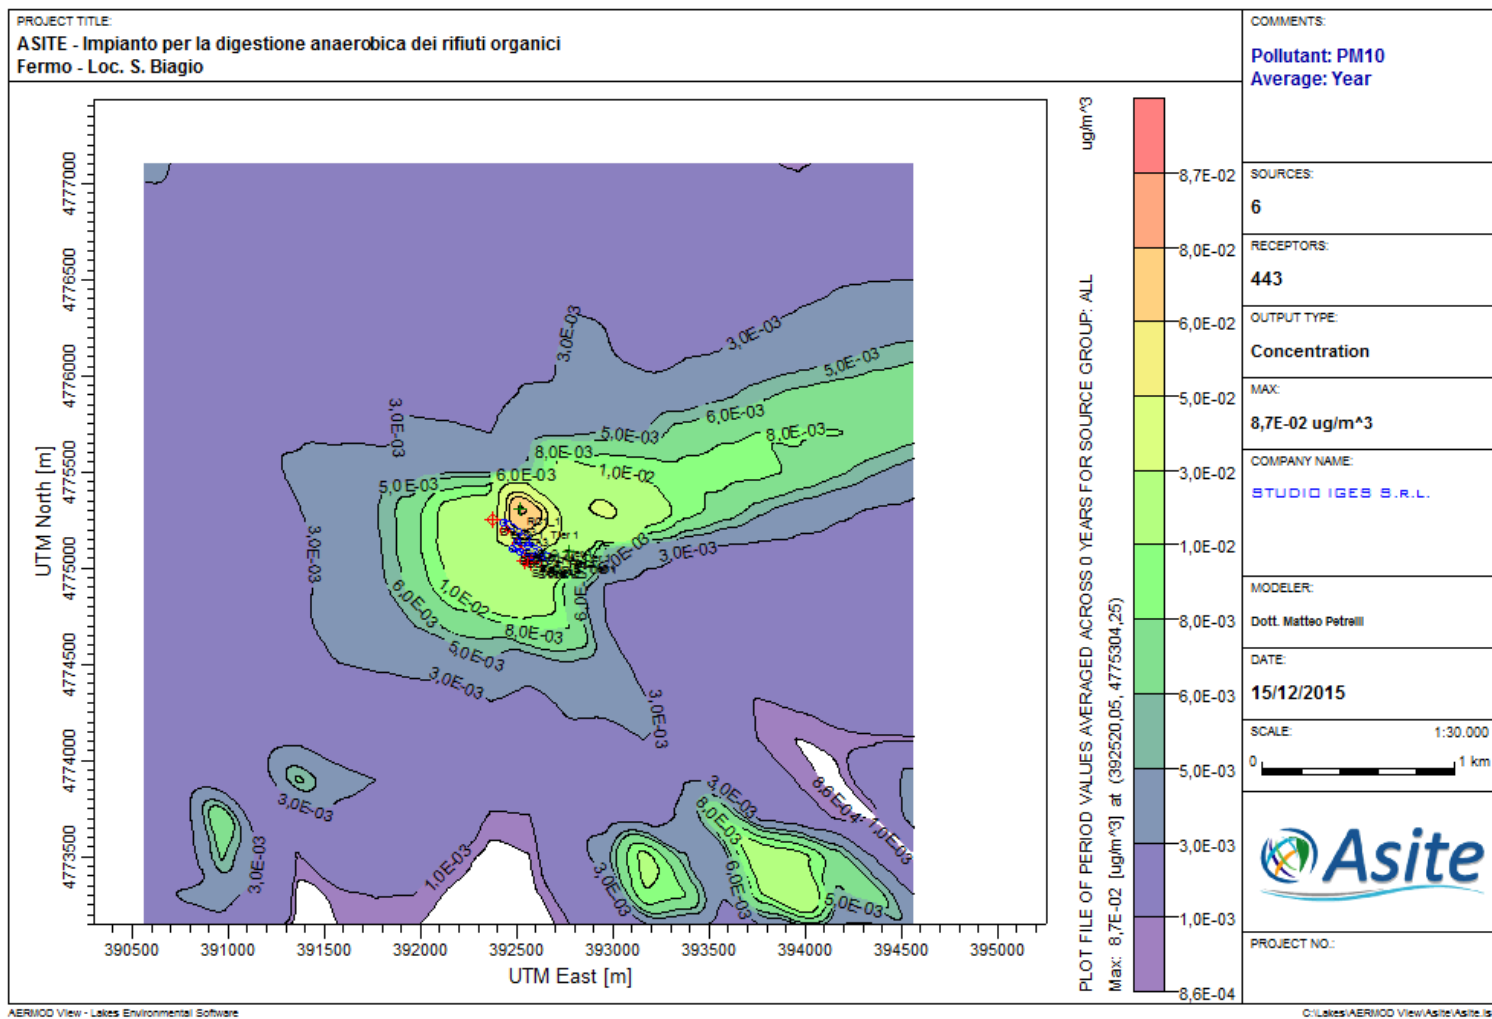 PROJECT TITLE:
ASITE - Impianto per la digestione anaerobica dei rifiuti organici
Fermo - Loc. S. Biagio
COMMENTS:
Pollutant: PM10
Average: Year
SOURCES:
6
RECEPTORS:
443
OUTPUT TYPE:
Concentration
MAX:
8,7E-02 ug/m^3
COMPANY NAME:
STUDIO IGES S.R.L.
MODELER:
Dott. Matteo Petrelli
DATE:
15/12/2015
SCALE:
1:30.000
0
1 km
Asite
PROJECT NO.:
UTM North [m]
4777000
4776500
4776000
4775500
4775000
4774500
4774000
4773500
390500
391000
391500
392000
392500
393000
393500
394000
394500
395000
UTM East [m]
3,0E-03
3,0E-03
5,0E-03
3,0E-03
6,0E-03
5,0E-03
8,0E-03
8,0E-03
6,0E-03
1,0E-02
5,0E-03
3,0E-03
6,0E-03
3,0E-03
1,0E-02
6,0E-03
6,0E-03
8,0E-03
5,0E-03
3,0E-03
3,0E-03
3,0E-03
3,0E-03
1,0E-03
3,0E-03
8,0E-03
3,0E-03
6,0E-03
5,0E-03
8,6E-04
1,0E-03
PLOT FILE OF PERIOD VALUES AVERAGED ACROSS 0 YEARS FOR SOURCE GROUP: ALL
ug/m^3
Max: 8,7E-02 [ug/m^3] at (392520,05, 4775304,25)
8,7E-02
8,0E-02
6,0E-02
5,0E-02
3,0E-02
1,0E-02
8,0E-03
6,0E-03
5,0E-03
3,0E-03
1,0E-03
8,6E-04
AERMOD View - Lakes Environmental Software
C:\Lakes\AERMOD View\Asite\Asite.is